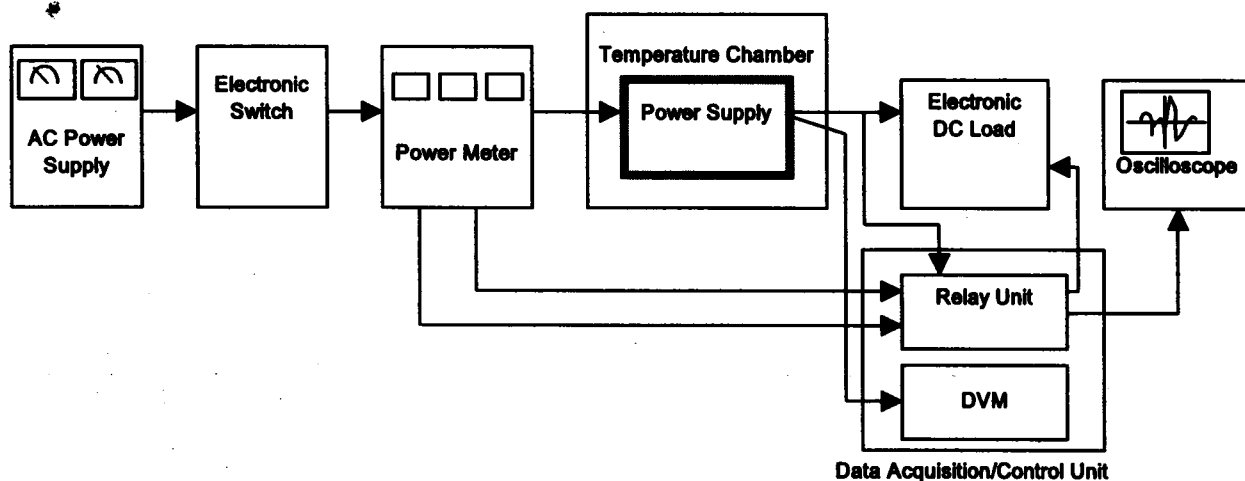 AC Power
Supply
Electronic
Switch
Power Meter
Temperature Chamber
Power Supply
Electronic
DC Load
Oscilloscope
Relay Unit
DVM
Data Acquisition/Control Unit